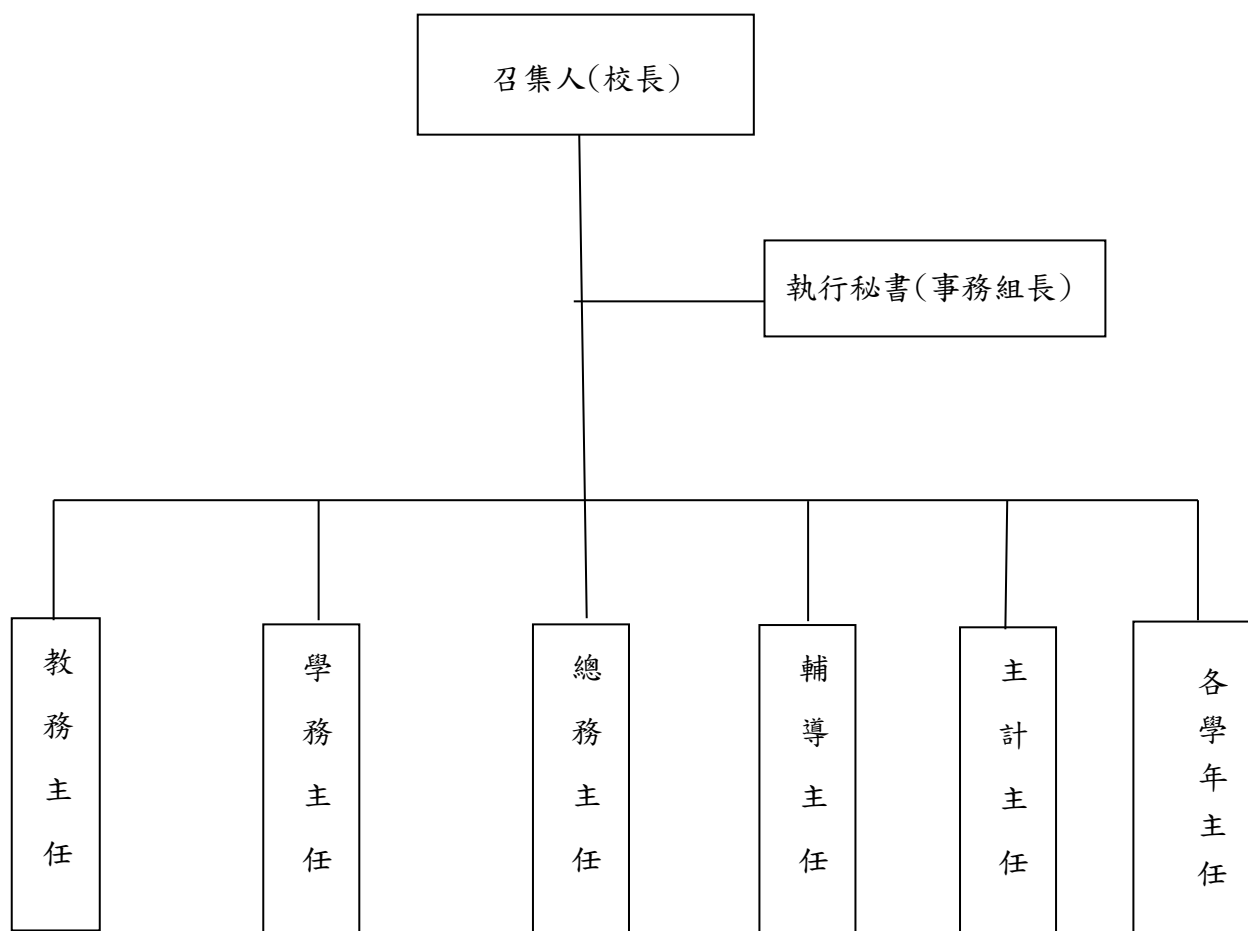 召集人(校長)
執行秘書(事務組長)
教務主任
學務主任
總務主任
輔導主任
主計主任
各學年主任